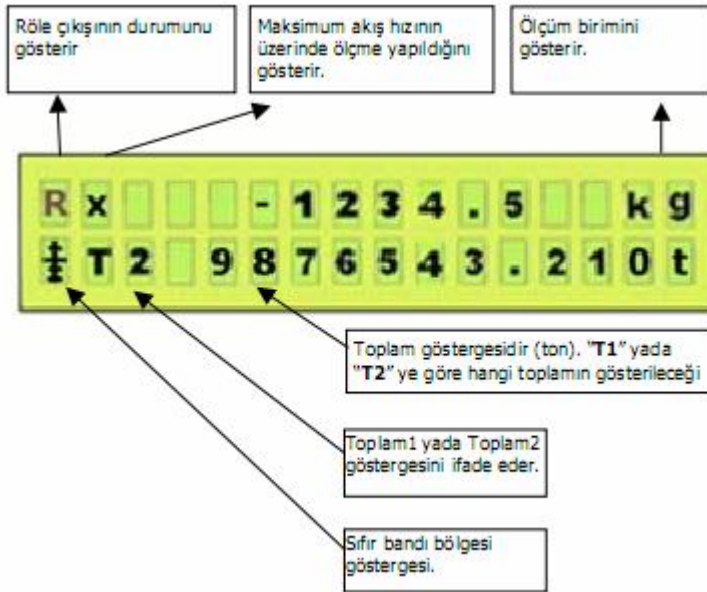 Röle çıkışının durumunu
gösterir
Maksimum akış hızının
üzerinde ölçme yapıldığını
gösterir.
Ölçüm birimini
gösterir.
R x - 1 2 3 4 . 5 k g
T 2 9 8 7 6 5 4 3 . 2 1 0 t
Toplam göstergesidir (ton). "T1" yada
"T2" ye göre hangi toplamın gösterileceği
Toplam1 yada Toplam2
göstergesini ifade eder.
Sıfır bandı bölgesi
göstergesi.